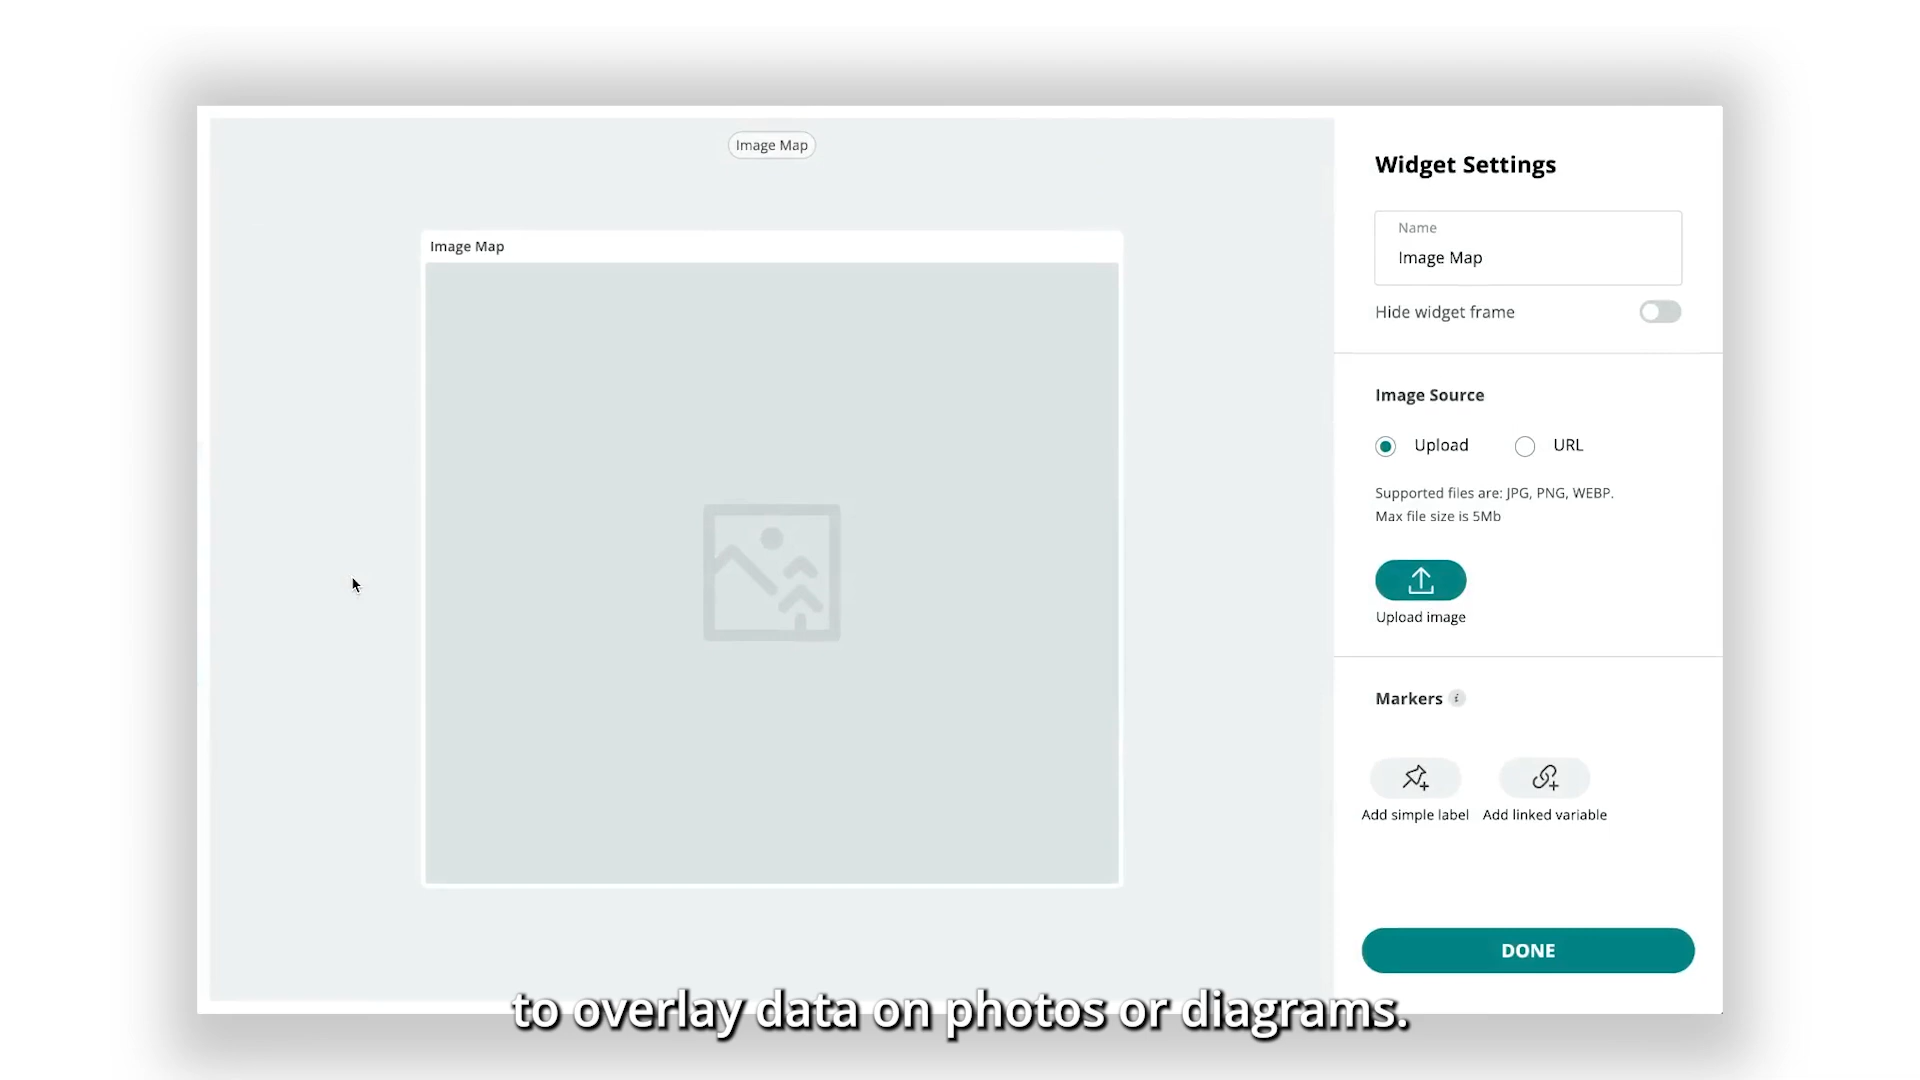 Image Map
Image Map
Widget Settings
Name
Image Map
Hide widget frame
Image Source
Upload
URL
Supported files are: JPG, PNG, WEBP.
Max file size is 5Mb
Upload image
Markers i
Add simple label
Add linked variable
DONE
to overlay data on photos or diagrams.